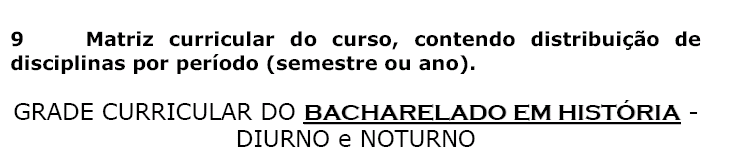 9 Matriz curricular do curso, contendo distribuição de
disciplinas por período (semestre ou ano).
GRADE CURRICULAR DO BACHARELADO EM HISTÓRIA -
DIURNO e NOTURNO